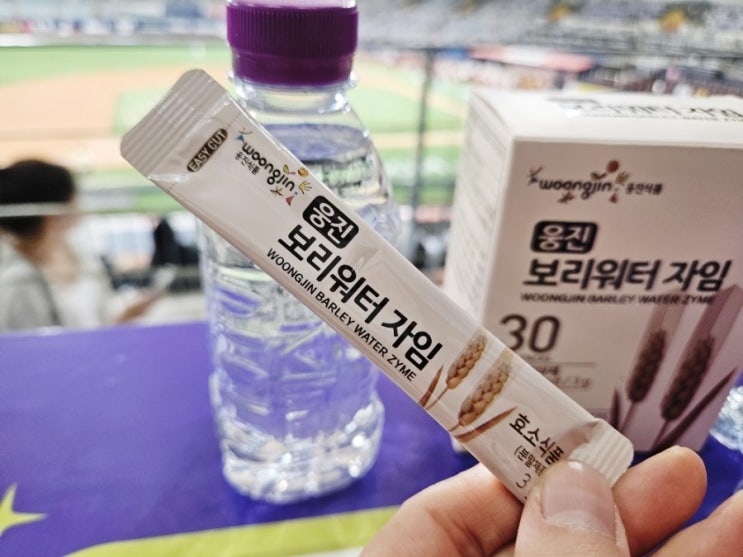 EASY CUT
woongjin
웅진식품
웅진
보리워터 자임
WOONGJIN BARLEY WATER ZYME
효소식품
woongjin
웅진식품
웅진
보리워터 자임
WOONGJIN BARLEY WATER ZYME
30